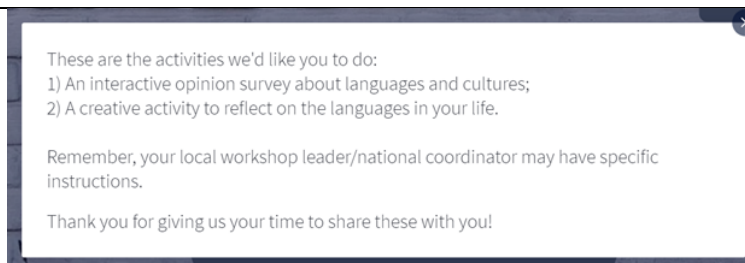 These are the activities we'd like you to do:
1) An interactive opinion survey about languages and cultures;
2) A creative activity to reflect on the languages in your life.
Remember, your local workshop leader/national coordinator may have specific
instructions.
Thank you for giving us your time to share these with you!